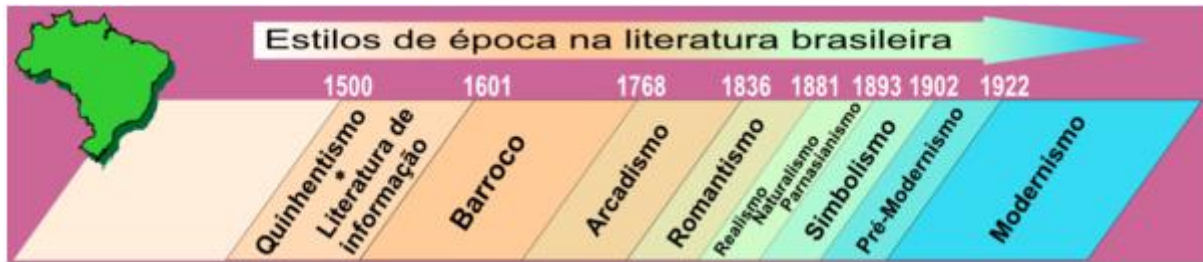 Estilos de época na literatura brasileira
1500 1601 1768 1836 1881 1893 1902 1922
Quinhentismo
*
Literatura de
informação
Barroco
Arcadismo
Romantismo
Realismo
Naturalismo
Parnasianismo
Simbolismo
Pré-Modernismo
Modernismo